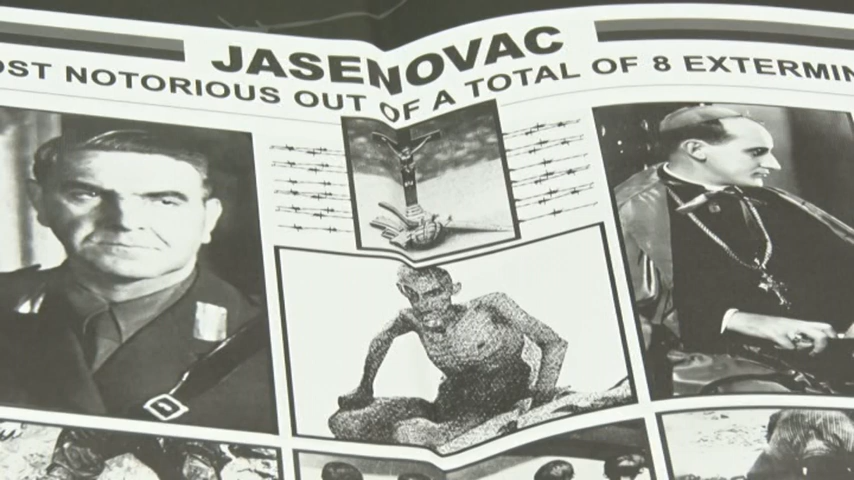 JASENOVAC
OST NOTORIOUS OUT OF A TOTAL OF 8 EXTERMIN